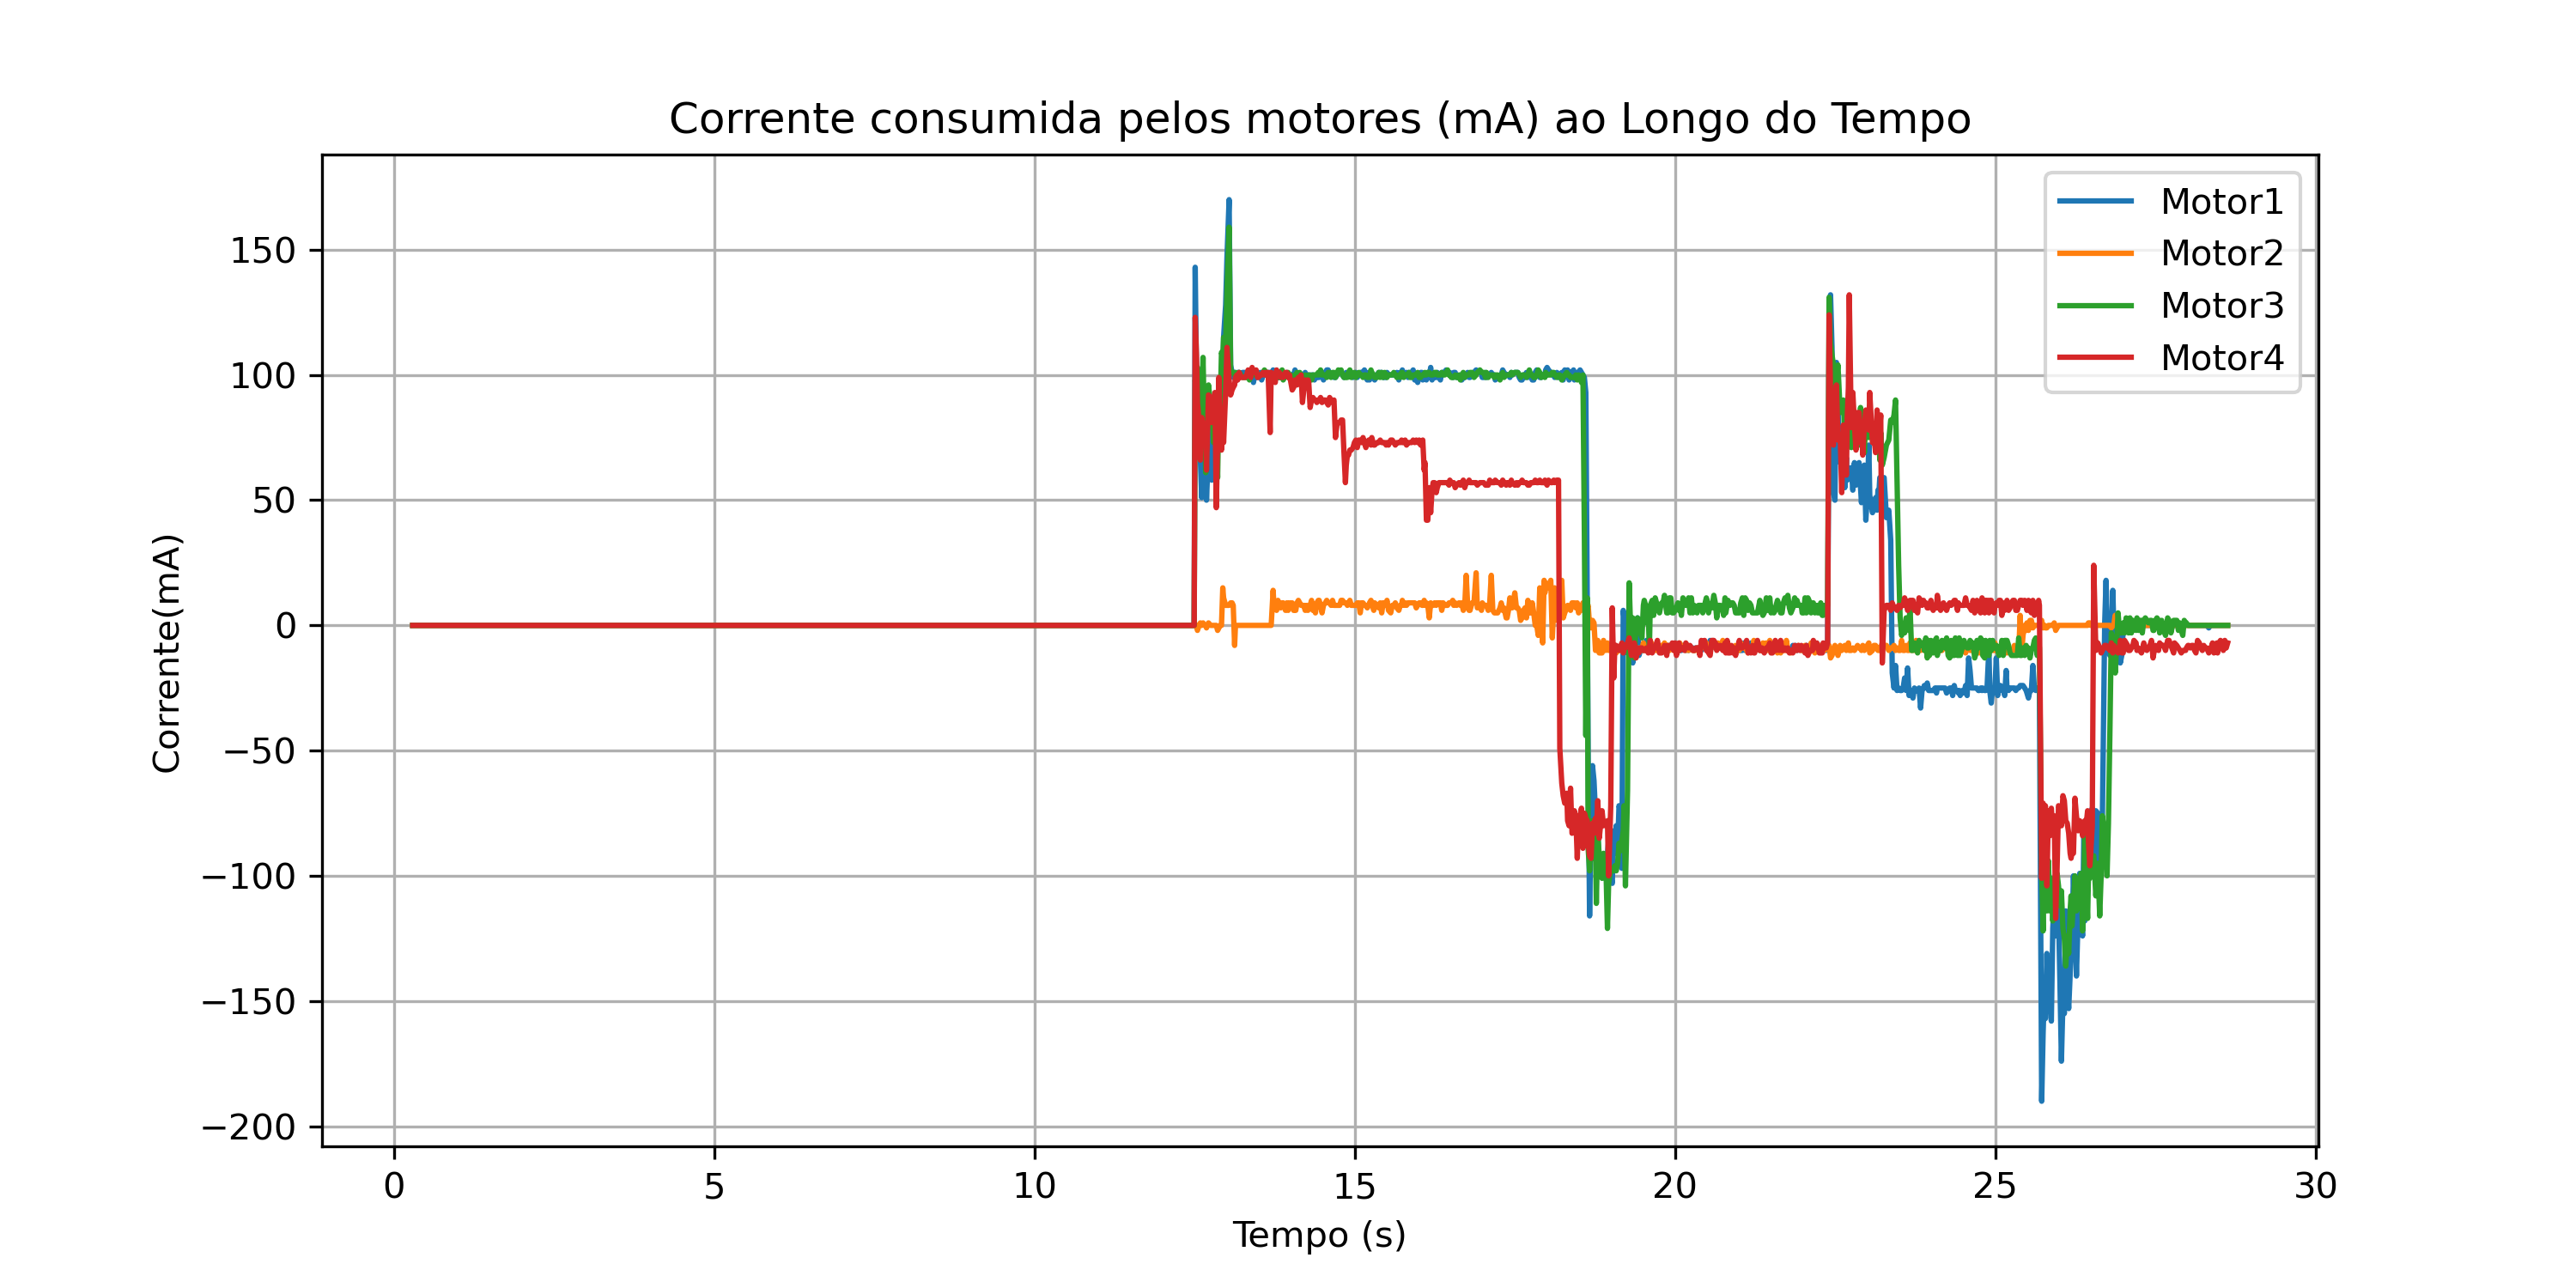 Corrente consumida pelos motores (mA) ao Longo do Tempo
Motor1
Motor2
Motor3
Motor4
150
100
50
0
−50
−100
−150
−200
Corrente(mA)
0 5 10 15 20 25 30
Tempo (s)